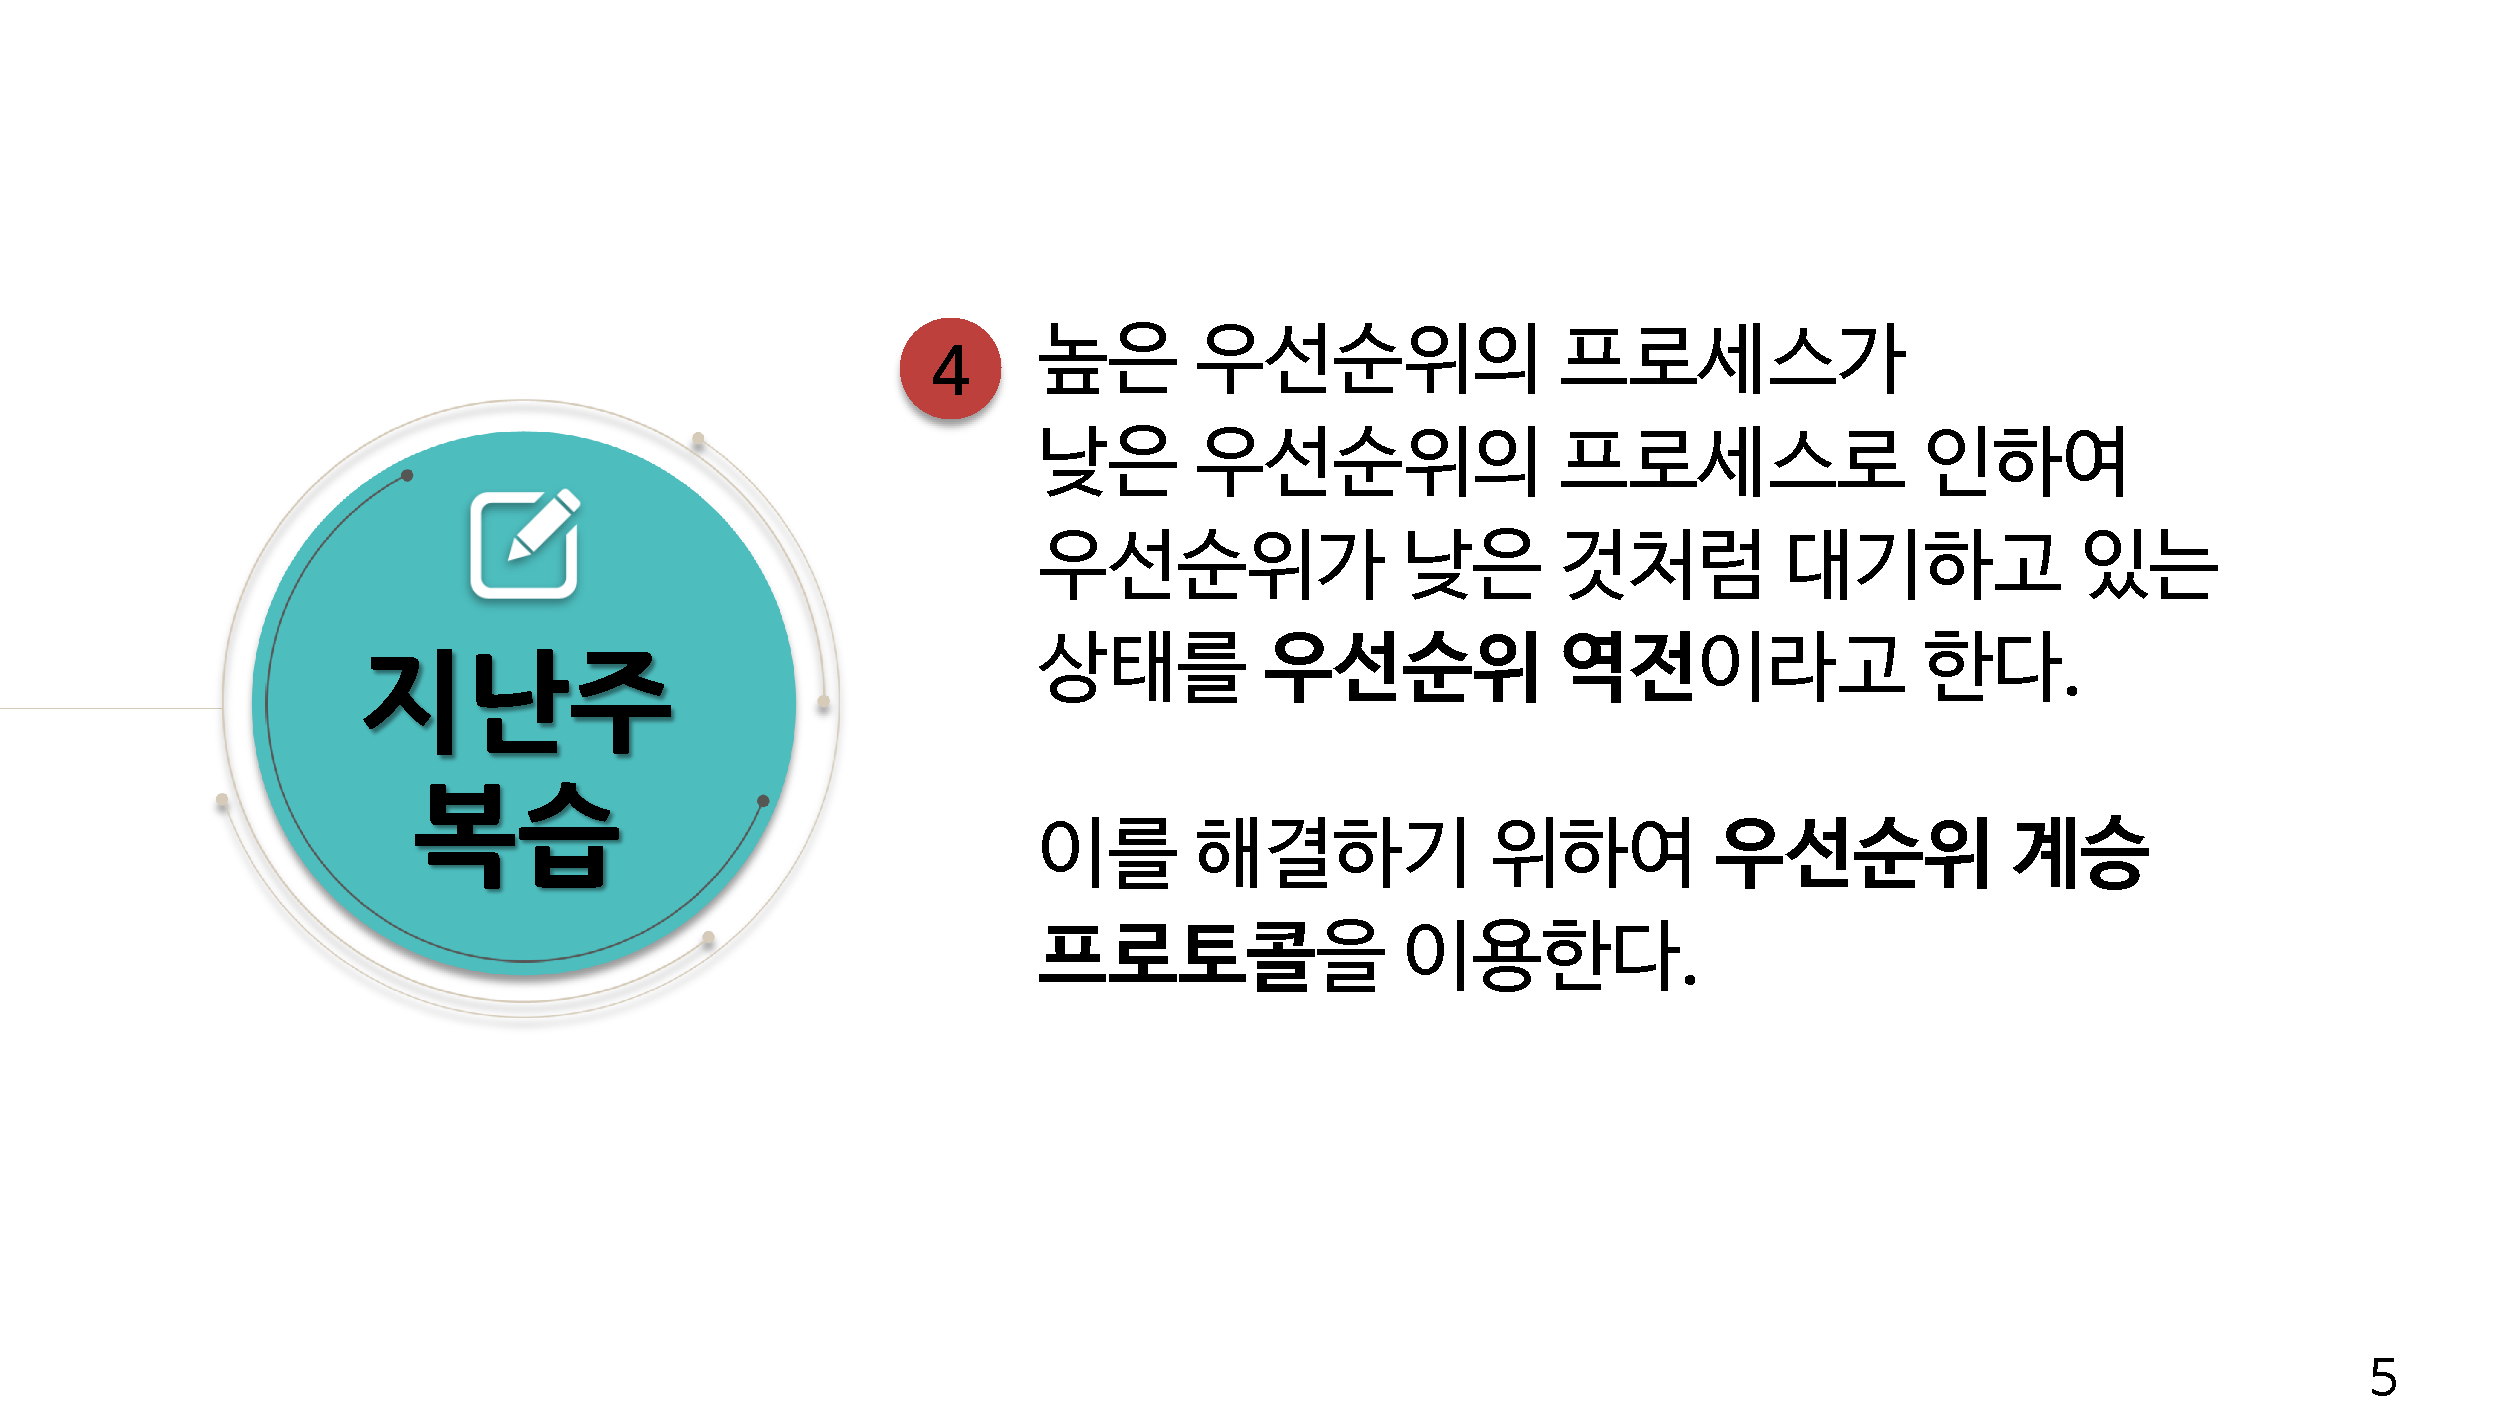 지난주
복습
4
높은 우선순위의 프로세스가
낮은 우선순위의 프로세스로 인하여
우선순위가 낮은 것처럼 대기하고 있는
상태를 우선순위 역전이라고 한다.
이를 해결하기 위하여 우선순위 계승
프로토콜을 이용한다.
5